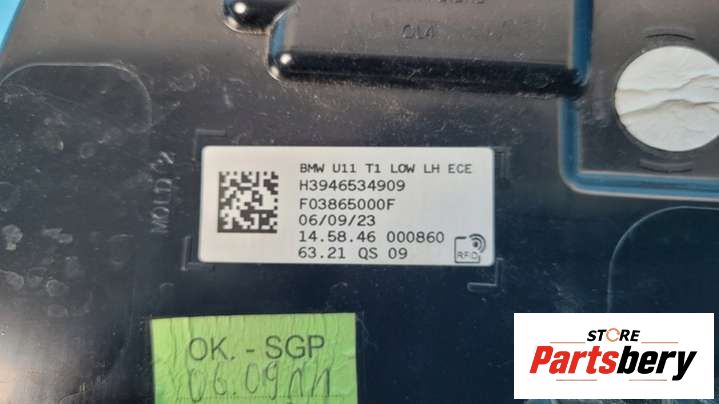 OL4
MOLD 2
BMW U11 T1 LOW LH ECE
H3946534909
F03865000F
06/09/23
14.58.46 000860
63.21 QS 09
RFID
OK. - SGP
STORE
Partsbery